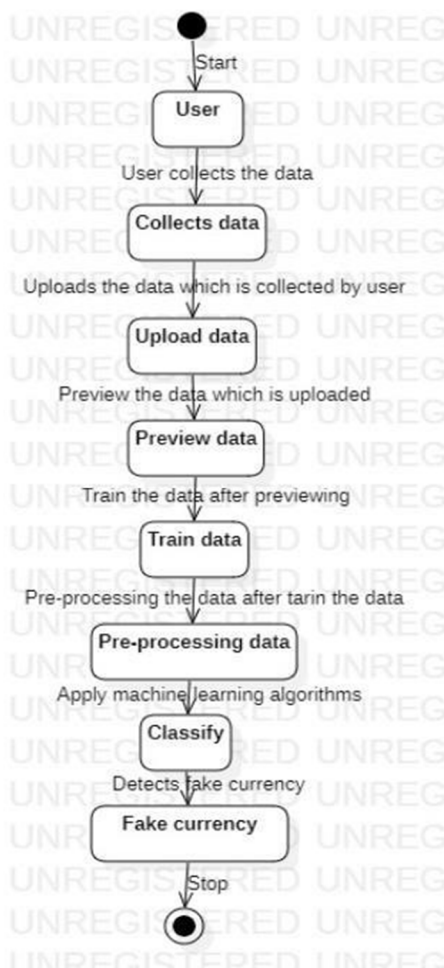 Start
User
User collects the data
Collects data
Uploads the data which is collected by user
Upload data
Preview the data which is uploaded
Preview data
Train the data after previewing
Train data
Pre-processing the data after tarin the data
Pre-processing data
Apply machine learning algorithms
Classify
Detects fake currency
Fake currency
Stop
UNREGISTERED